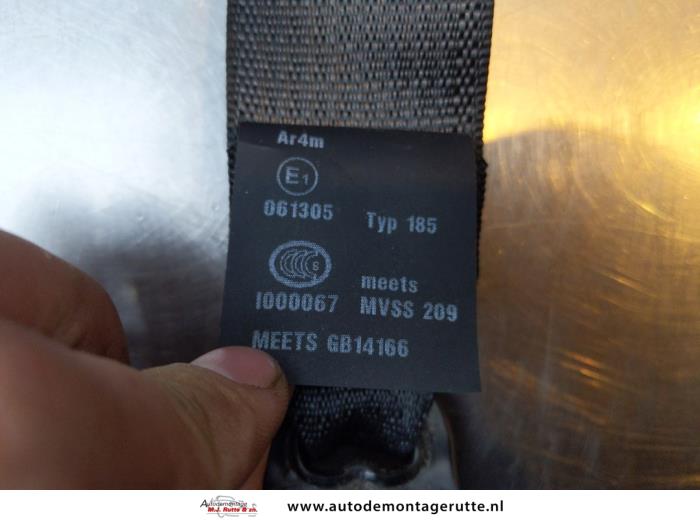 Ar4m
E1
061305 Typ 185
S
meets
I000067 MVSS 209
MEETS GB14166
Autodemontage
M.J. Rutte & zn.
www.autodemontagerutte.nl